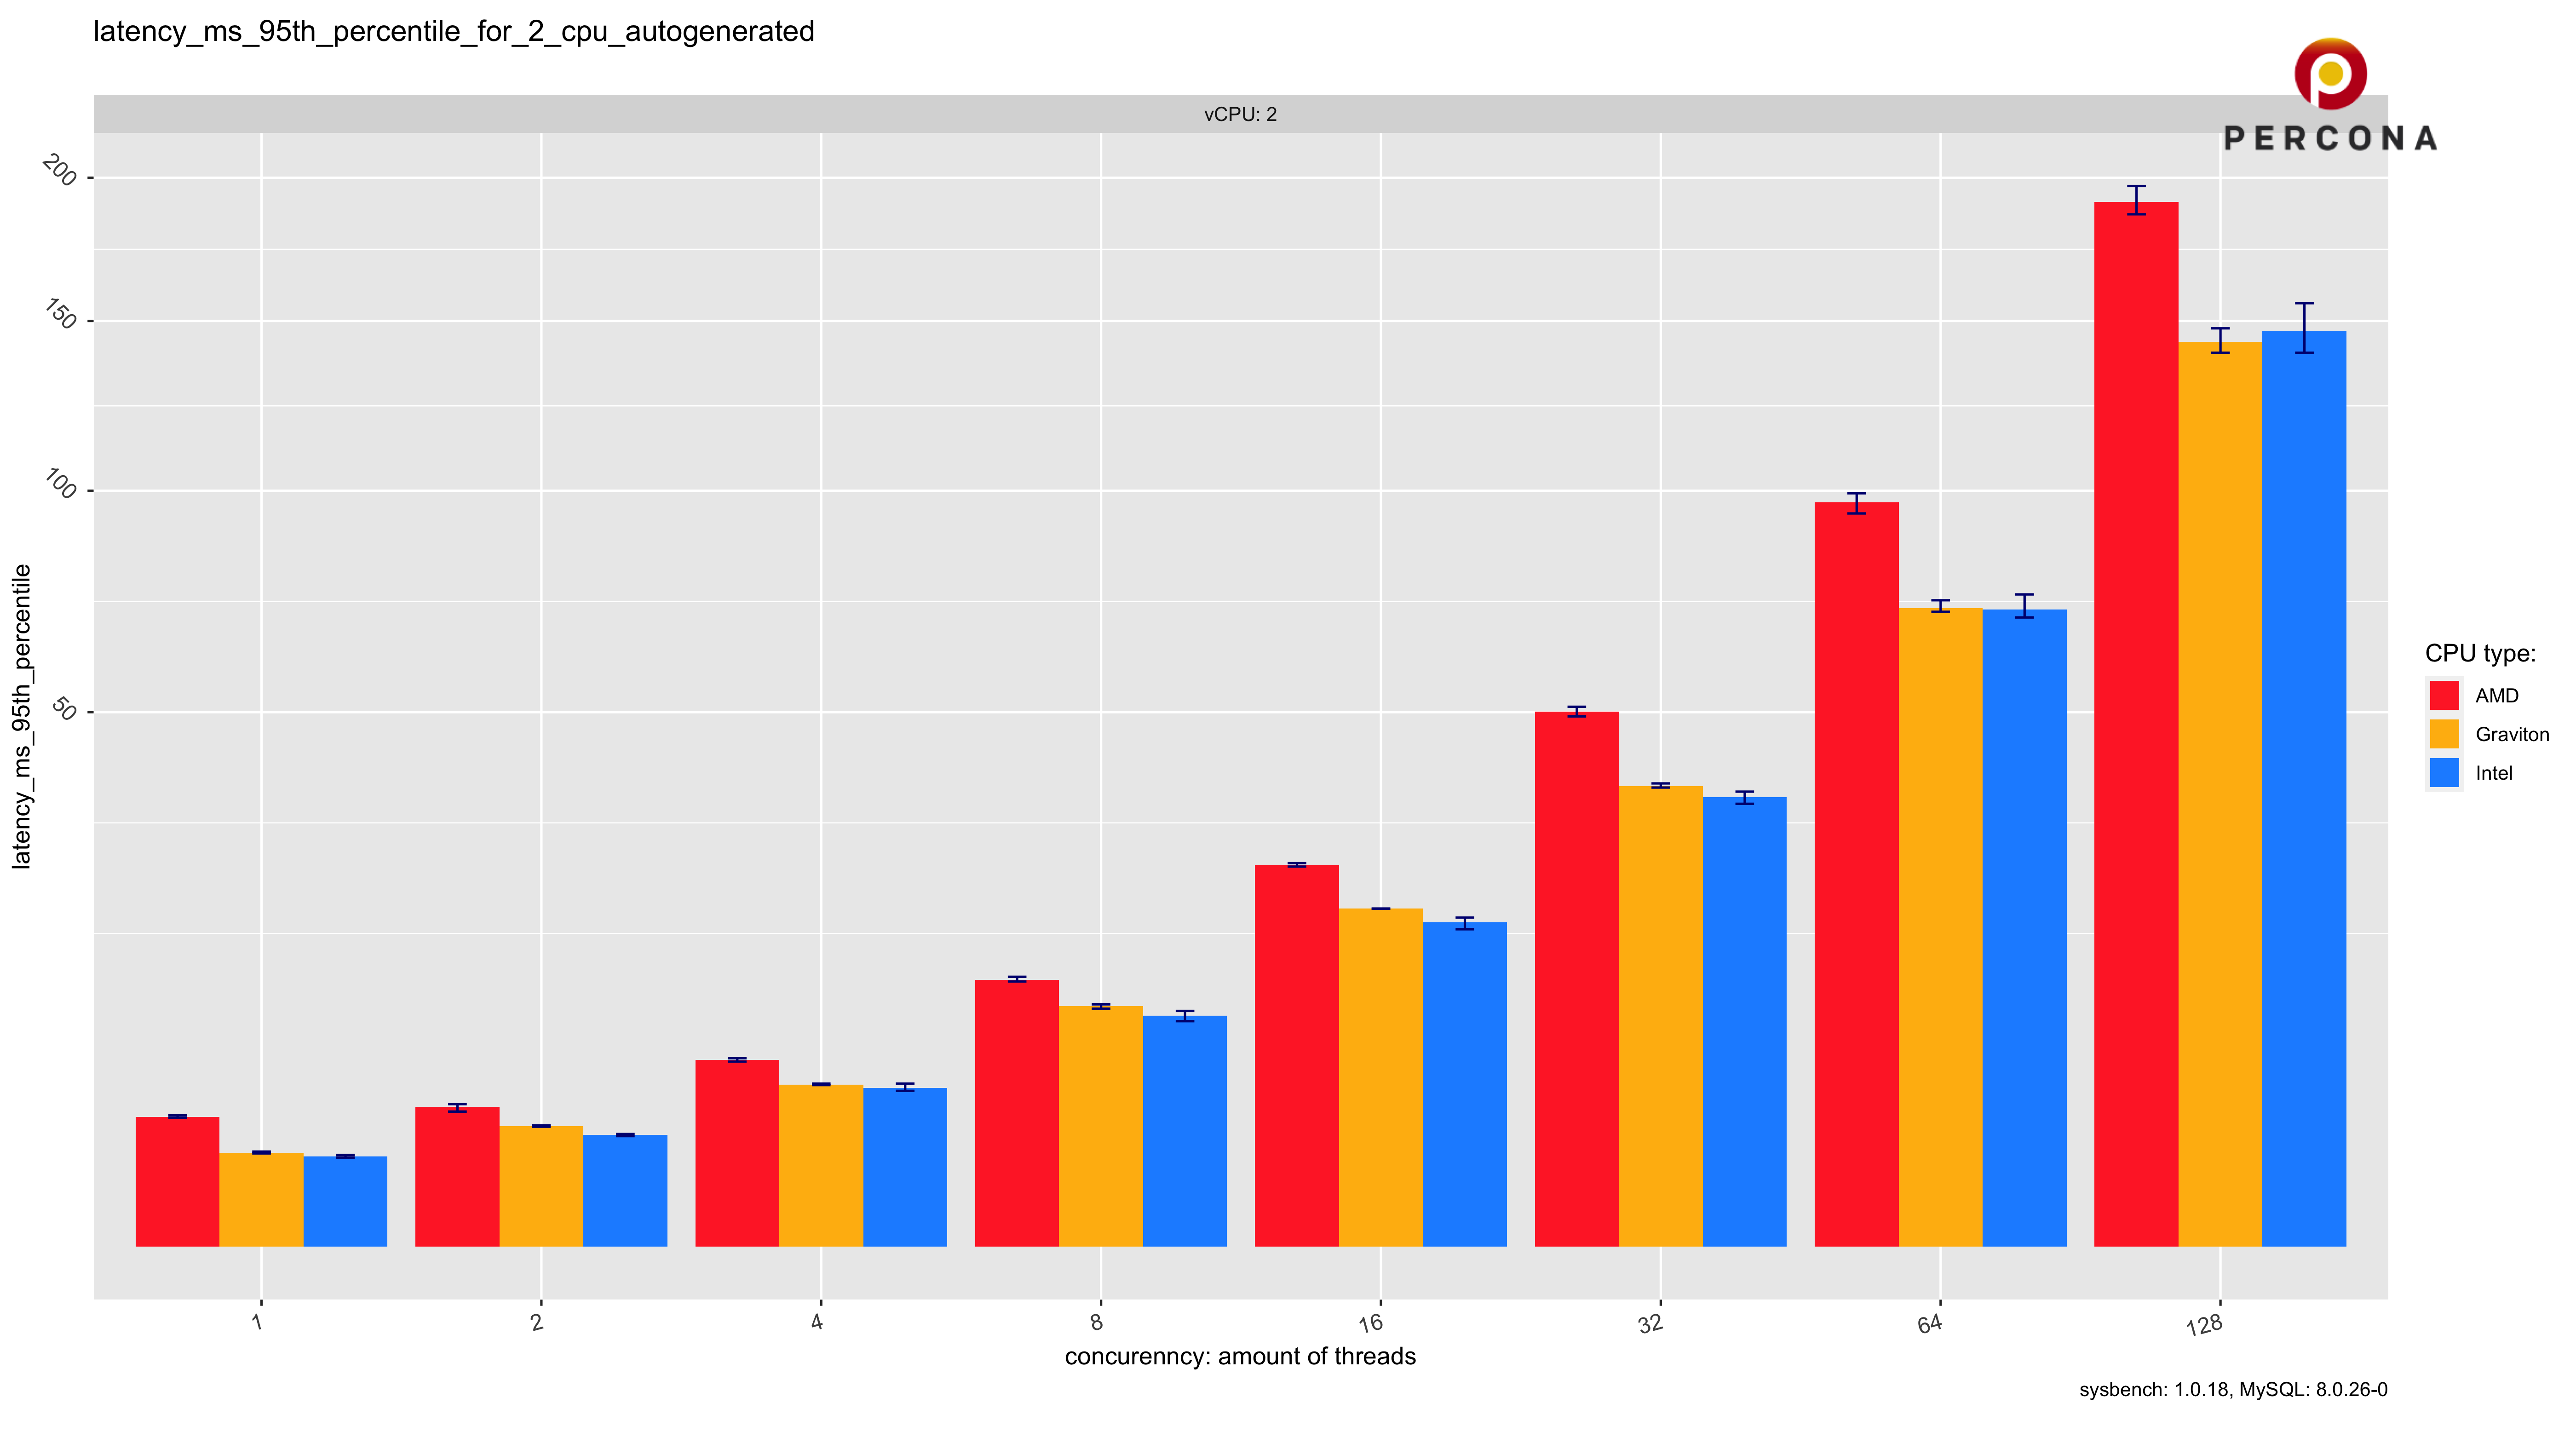 latency_ms_95th_percentile_for_2_cpu_autogenerated
PERCONA
vCPU: 2
200
150
100
50
latency_ms_95th_percentile
1
2
4
8
16
32
64
128
concurenncy: amount of threads
CPU type:
AMD
Graviton
Intel
sysbench: 1.0.18, MySQL: 8.0.26-0